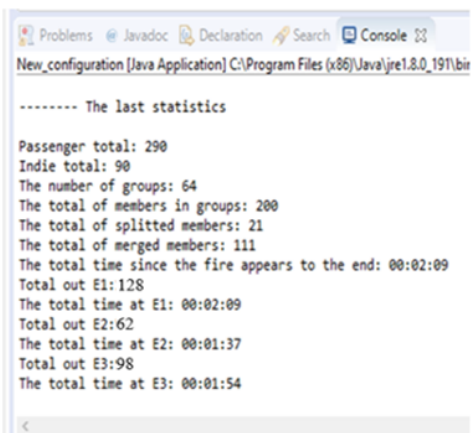 Problems @ Javadoc Declaration Search Console
New_configuration [Java Application] C:\Program Files (x86)\Java\jre1.8.0_191\bin
-------- The last statistics
Passenger total: 290
Indie total: 90
The number of groups: 64
The total of members in groups: 200
The total of splitted members: 21
The total of merged members: 111
The total time since the fire appears to the end: 00:02:09
Total out E1:128
The total time at E1: 00:02:09
Total out E2:62
The total time at E2: 00:01:37
Total out E3:98
The total time at E3: 00:01:54